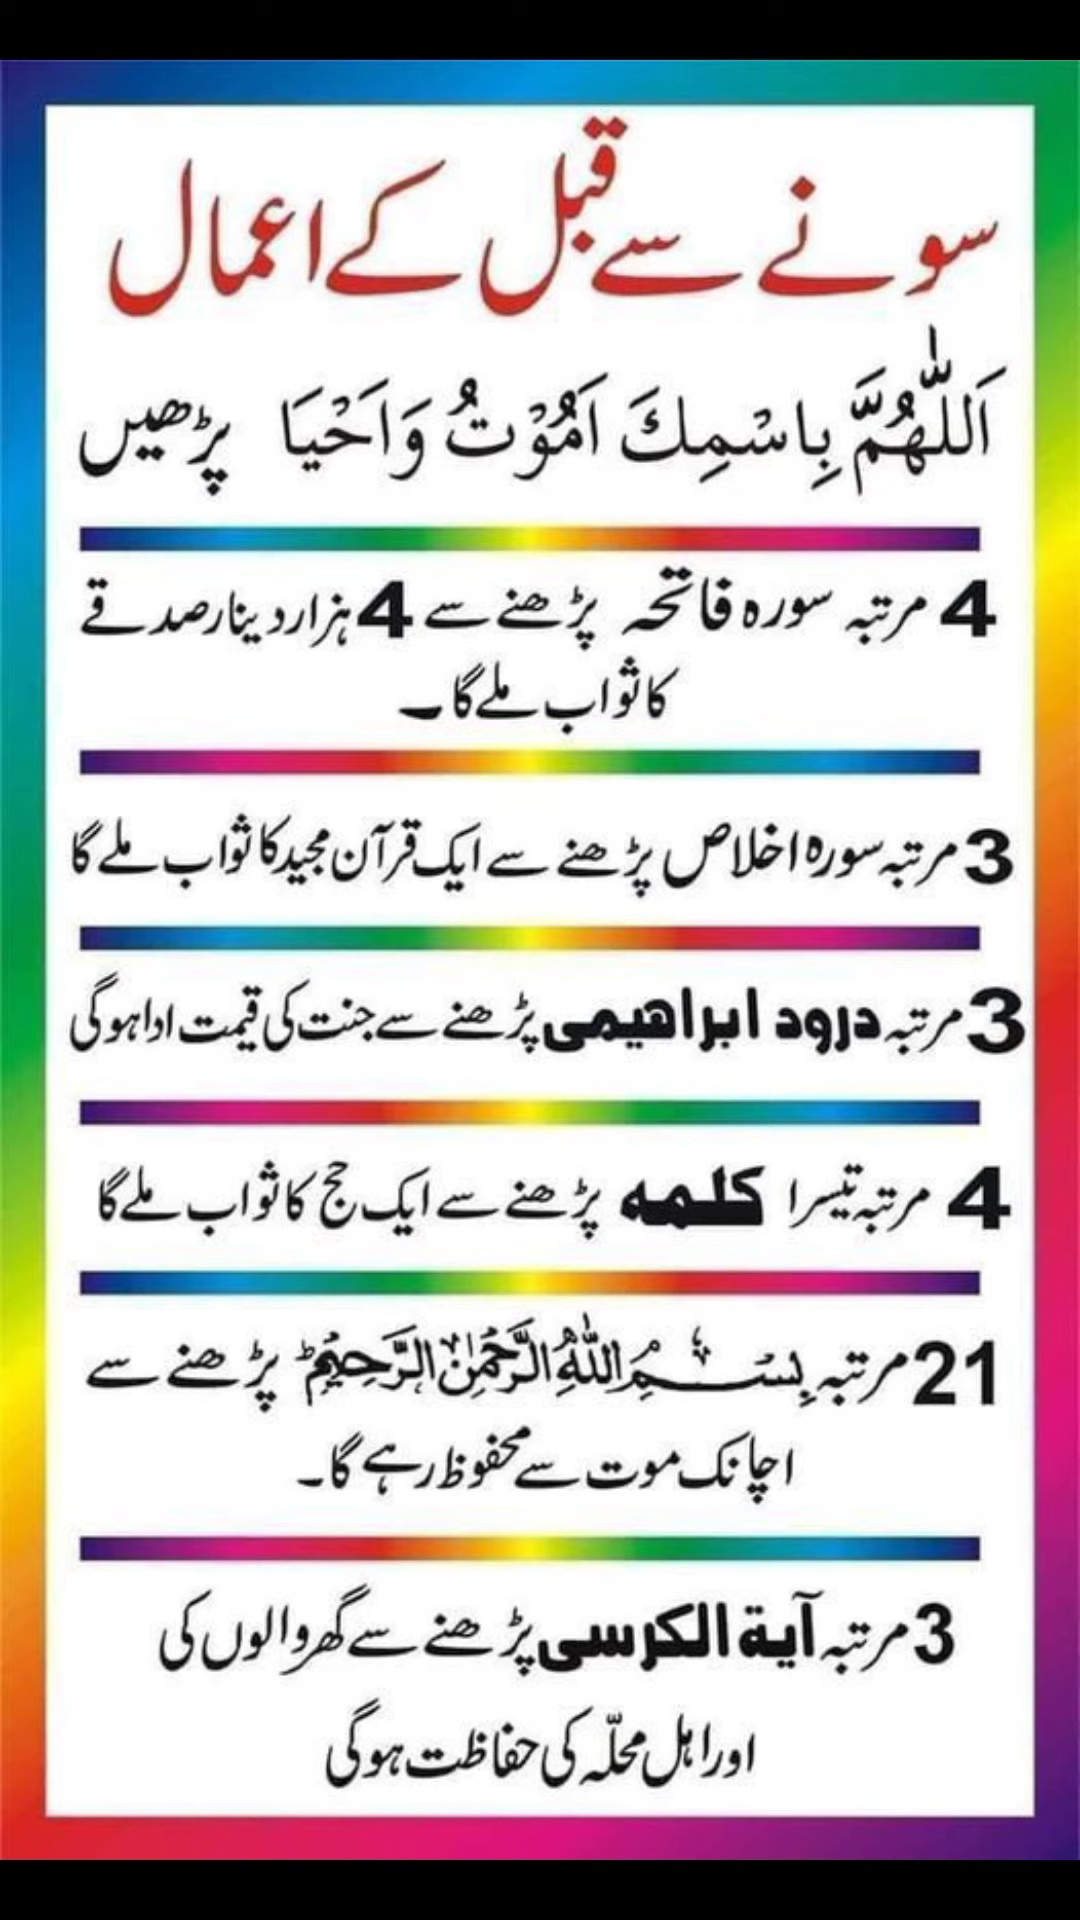 سونے سے قبل کے اعمال
اَللّٰهُمَّ بِاسْمِكَ اَمُوْتُ وَاَحْيَا پڑھیں
4 مرتبہ سورہ فاتحہ پڑھنے سے 4 ہزار دینار صدقے
کا ثواب ملے گا ۔
3 مرتبہ سورہ اخلاص پڑھنے سے ایک قرآن مجید کا ثواب ملے گا
3 مرتبہ درود ابراهیمی پڑھنے سے جنت کی قیمت ادا ہوگی
4 مرتبہ تیسرا کلمه پڑھنے سے ایک حج کا ثواب ملے گا
21 مرتبہ بِسْمِ اللهِ الرَّحْمٰنِ الرَّحِيْمِ پڑھنے سے
اچانک موت سے محفوظ رہے گا ۔
3 مرتبہ آیة الکرسی پڑھنے سے گھر والوں کی
اور اہل محلّہ کی حفاظت ہوگی